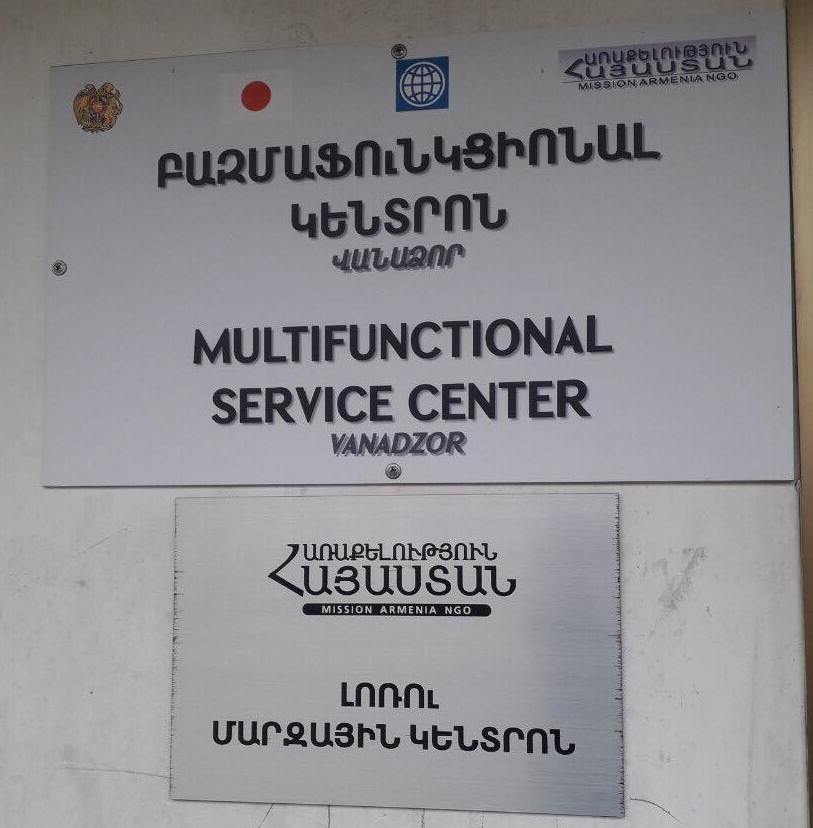 ԱՌԱՔԵԼՈՒԹՅՈՒՆ
ՀԱՅԱՍՏԱՆ
MISSION ARMENIA NGO
ԲԱԶՄԱՖՈՒՆԿՑԻՈՆԱԼ
ԿԵՆՏՐՈՆ
ՎԱՆԱՁՈՐ
MULTIFUNCTIONAL
SERVICE CENTER
VANADZOR
ԱՌԱՔԵԼՈՒԹՅՈՒՆ
ՀԱՅԱՍՏԱՆ
MISSION ARMENIA NGO
ԼՈՌՈՒ
ՄԱՐԶԱՅԻՆ ԿԵՆՏՐՈՆ